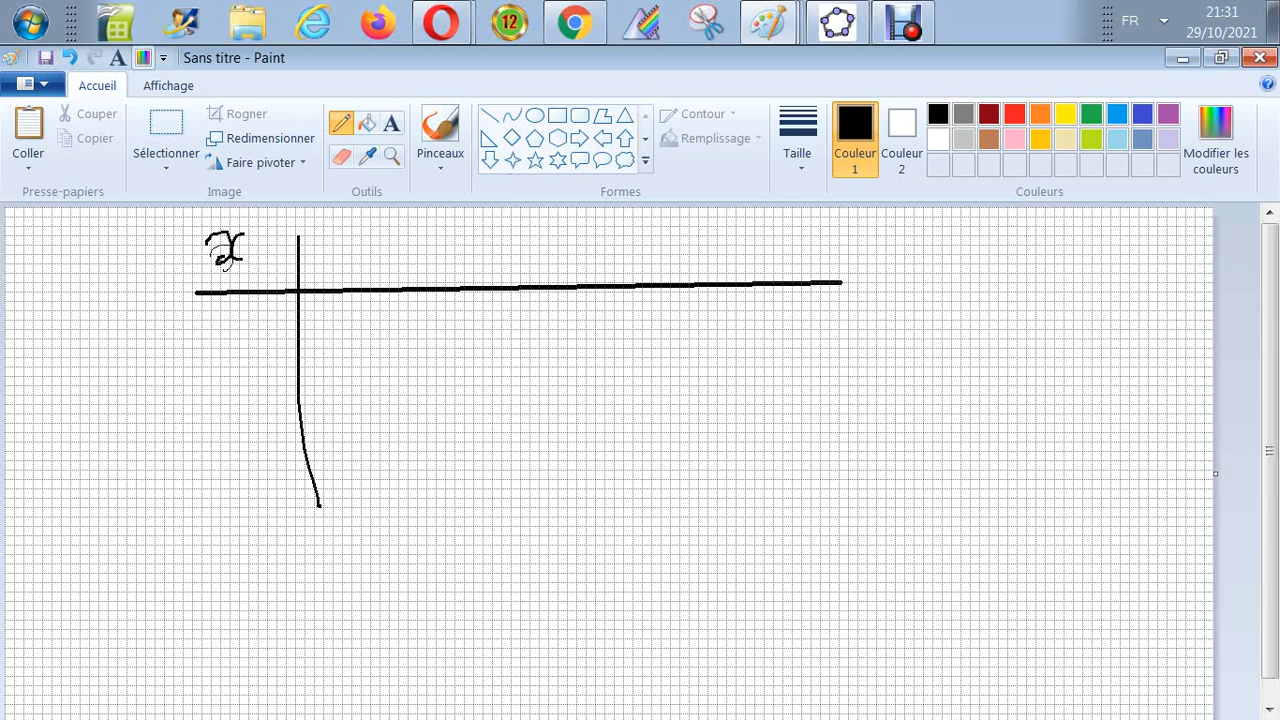 12
FR
21:31
29/10/2021
A
Sans titre - Paint
Accueil
Affichage
?
Coller
Couper
Copier
Presse-papiers
Sélectionner
Rogner
Redimensionner
Faire pivoter
Image
A
Outils
Pinceaux
Contour
Remplissage
Formes
Taille
Couleur 1
Couleur 2
Modifier les couleurs
Couleurs
x